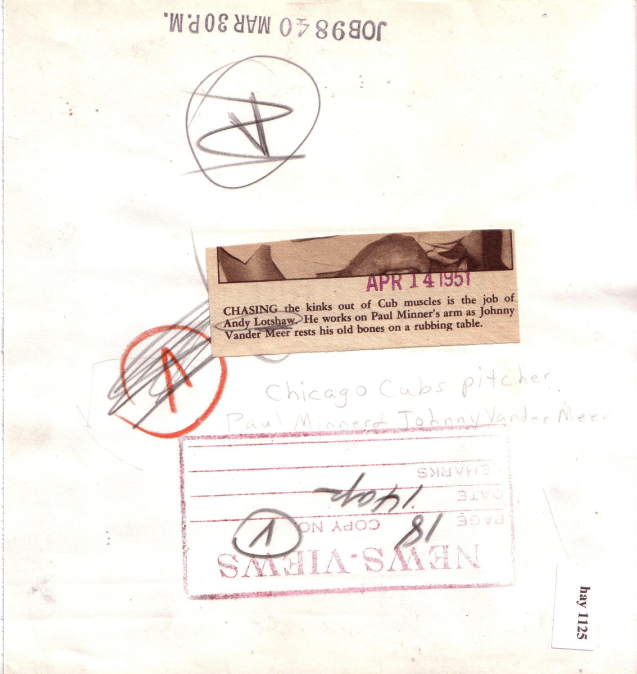 JOB9840 MAR 30 P.M.
V
APR 14 1951
CHASING the kinks out of Cub muscles is the job of
Andy Lotshaw. He works on Paul Minner's arm as Johnny
Vander Meer rests his old bones on a rubbing table.
V
Chicago Cubs pitcher
Paul Minner & Johnny Vander Meer
NEWS-VIEWS
PAGE 18 COPY NO. V
DATE 14 ap
REMARKS
hay 1125